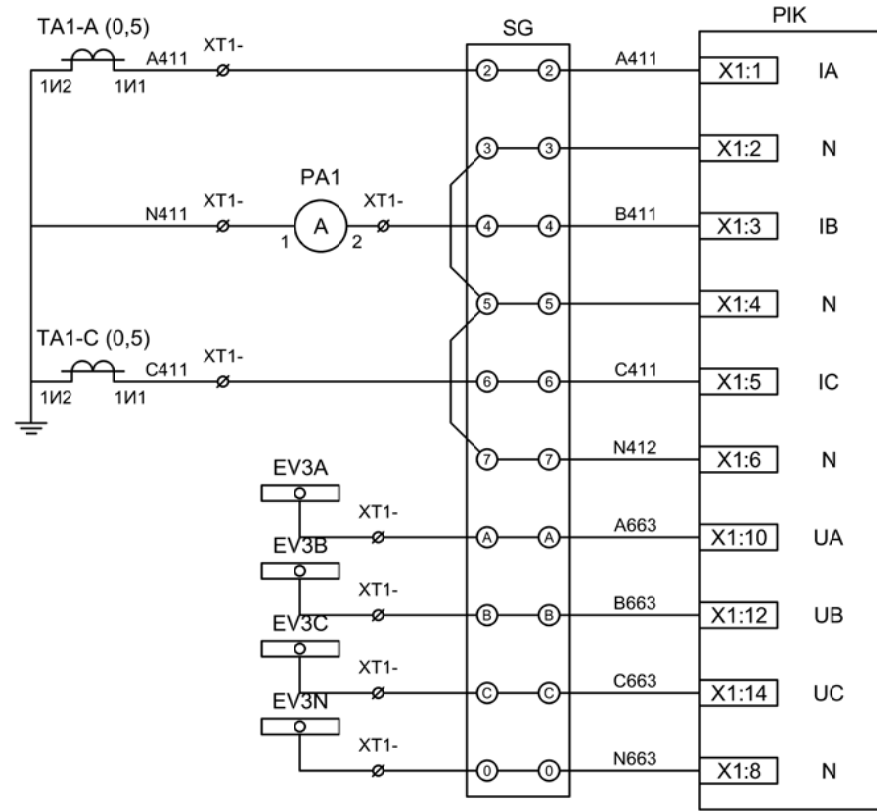 PIK
SG
TA1-A (0,5)
A411 XT1- 2 2 A411 X1:1 IA
1И2 1И1
3 3 X1:2 N
PA1
N411 XT1- 1 A 2 XT1- 4 4 B411 X1:3 IB
5 5 X1:4 N
TA1-C (0,5)
C411 XT1- 6 6 C411 X1:5 IC
1И2 1И1
7 7 N412 X1:6 N
EV3A
XT1- A A A663 X1:10 UA
EV3B
XT1- B B B663 X1:12 UB
EV3C
XT1- C C C663 X1:14 UC
EV3N
XT1- 0 0 N663 X1:8 N